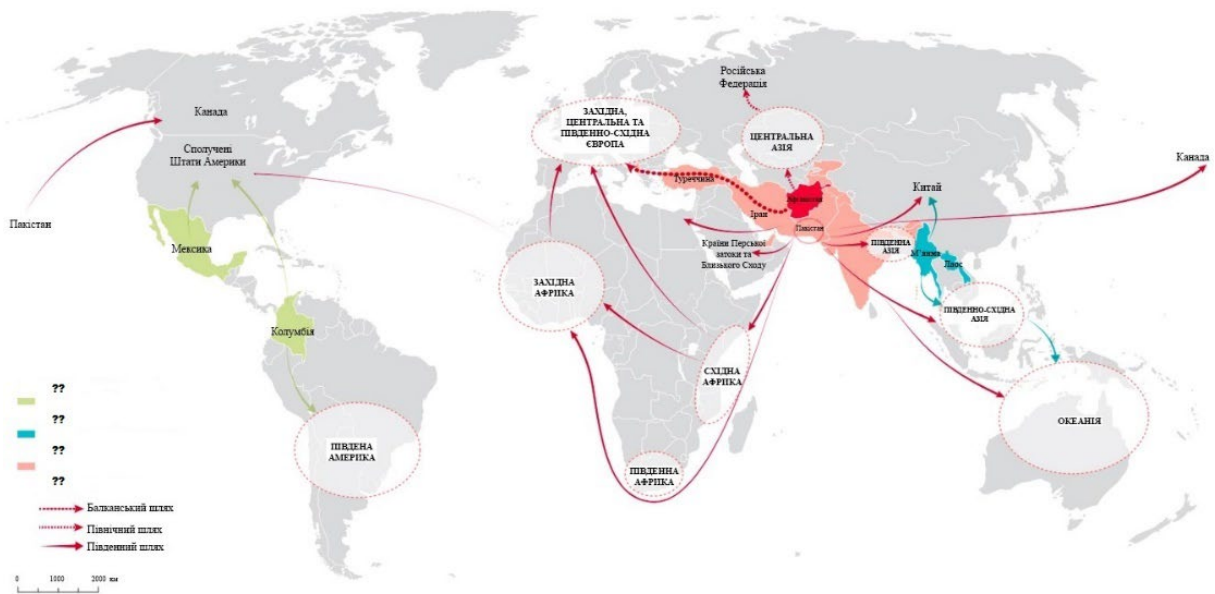 Російська
Федерація
Канада
ЗАХІДНА,
ЦЕНТРАЛЬНА ТА
ПІВДЕННО-СХІДНА
ЄВРОПА
ЦЕНТРАЛЬНА
АЗІЯ
Сполучені
Штати Америки
Канада
Туреччина
Китай
Пакістан
Іран
Пакістан
Мексика
Країни Перської
затоки та
Близького Сходу
ПІВДЕННА
АЗІЯ
М'янма
Лаос
ЗАХІДНА
АФРИКА
ПІВДЕННО-СХІДНА
АЗІЯ
Колумбія
СХІДНА
АФРИКА
??
??
??
??
ПІВДЕНА
АМЕРИКА
ПІВДЕННА
АФРИКА
ОКЕАНІЯ
Балканський шлях
Північний шлях
Південний шлях
0 1000 2000 км